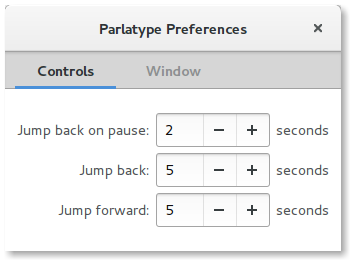 Parlatype Preferences ×
Controls Window
Jump back on pause: 2 − + seconds
Jump back: 5 − + seconds
Jump forward: 5 − + seconds